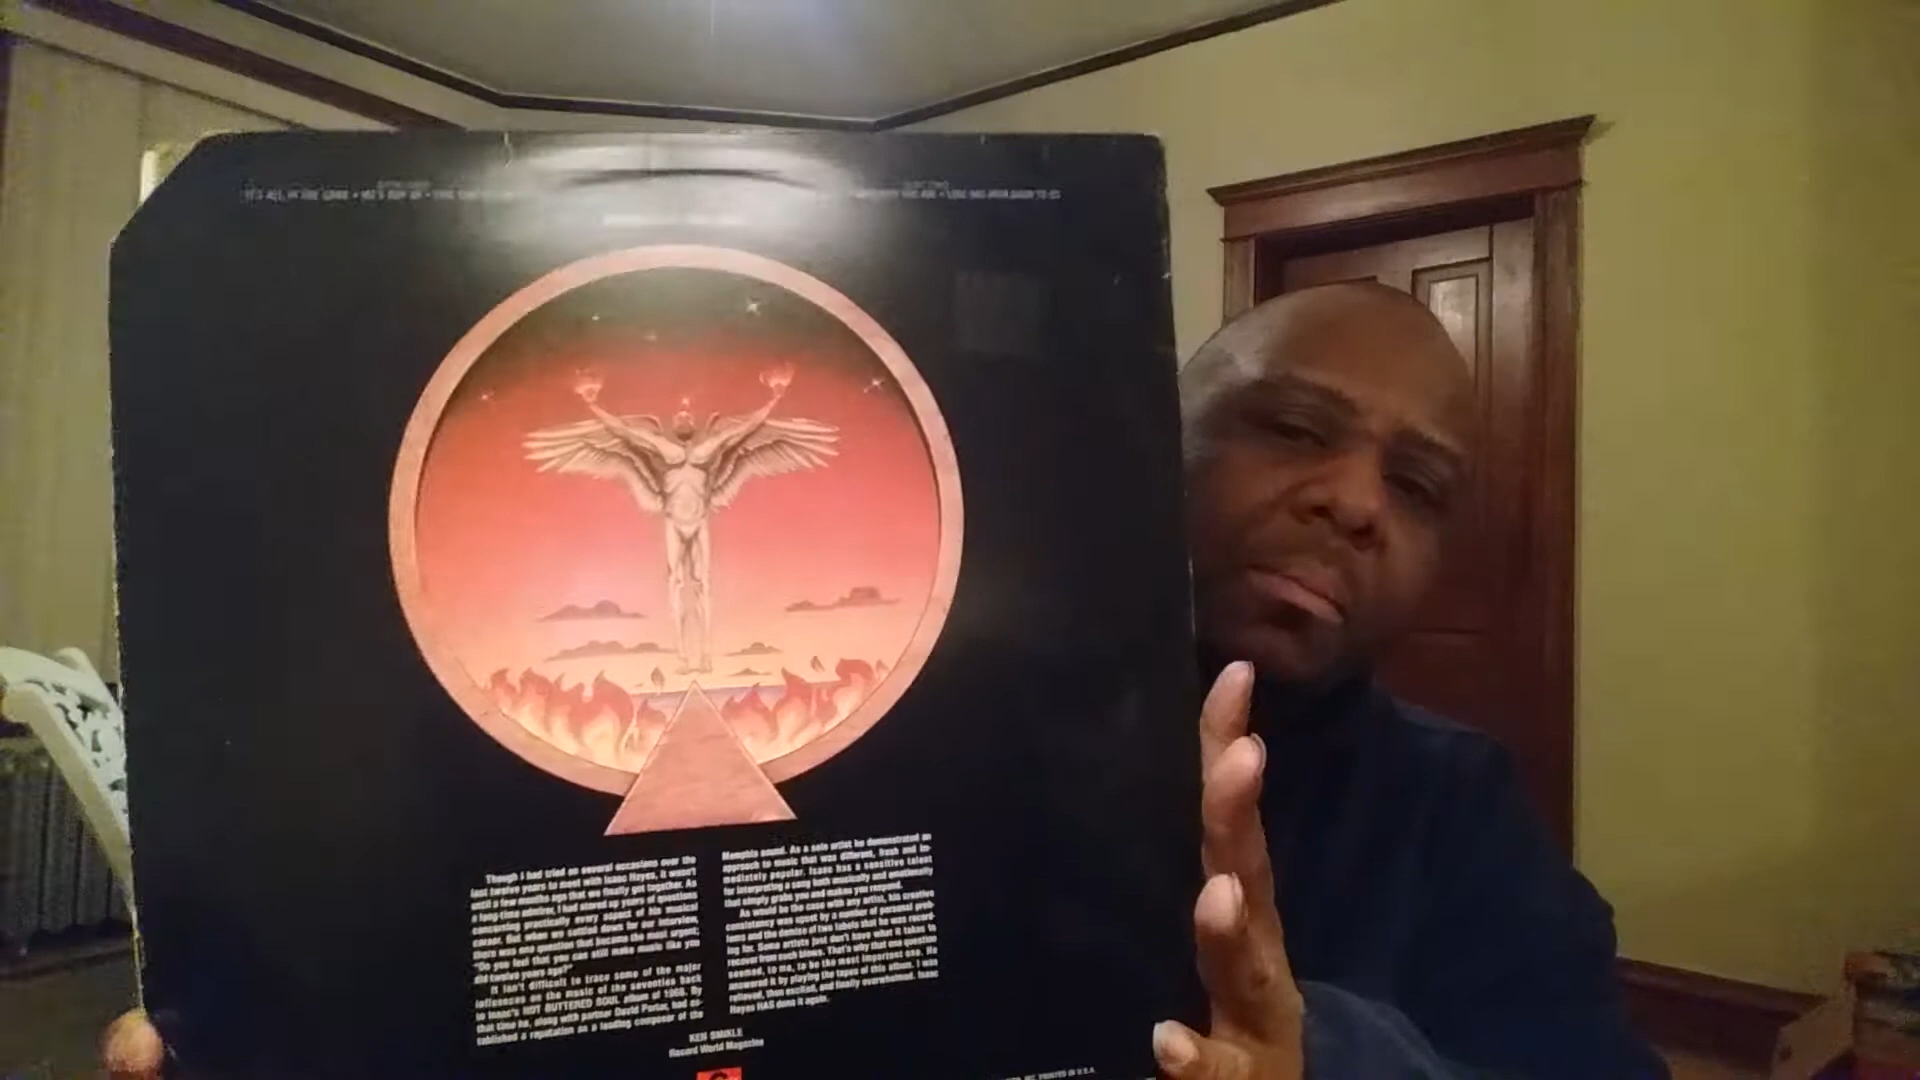 IT'S ALL IN THE GAME •
LOVE HAS BEEN GOOD TO US
Though I had tried on several occasions over the
last twelve years to meet with Isaac Hayes, it wasn't
until a few months ago that we finally got together. As
a long-time admirer, I had stored up years of questions
concerning practically every aspect of his musical
career. But when we settled down for our interview,
there was one question that became the most urgent:
"Do you feel that you can still make music like you
did twelve years ago?"
It isn't difficult to trace some of the major
influences on the music of the seventies back
to Isaac's HOT BUTTERED SOUL album of 1969. By
that time he, along with partner David Porter, had es-
tablished a reputation as a leading composer of the
Memphis sound. As a solo artist he demonstrated an
approach to music that was different, fresh and im-
mediately popular. Isaac has a sensitive talent
for interpreting a song both musically and emotionally
that simply grabs you and makes you respond.
As would be the case with any artist, his creative
consistency was upset by a number of personal prob-
lems and the demise of two labels that he was record-
ing for. Some artists just don't have what it takes to
recover from such blows. That's why that one question
seemed, to me, to be the most important one. He
answered it by playing the tapes of this album. I was
relieved, then excited, and finally overwhelmed. Isaac
Hayes HAS done it again.
KEN SMIKLE
Record World Magazine
INC. PRINTED IN U.S.A.